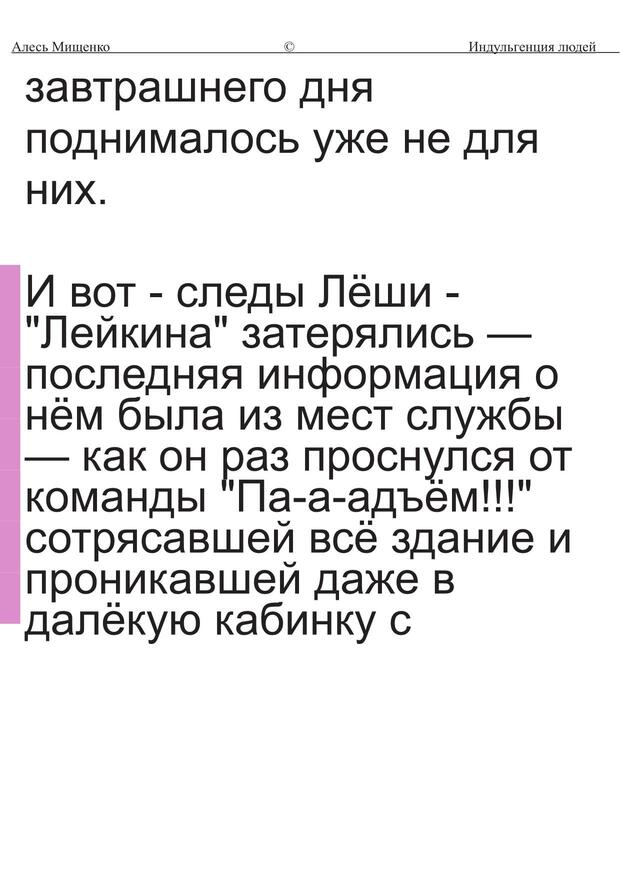 Алесь Мищенко © Индульгенция людей
завтрашнего дня
поднималось уже не для
них.
И вот - следы Лёши -
"Лейкина" затерялись —
последняя информация о
нём была из мест службы
— как он раз проснулся от
команды "Па-а-адъём!!!"
сотрясавшей всё здание и
проникавшей даже в
далёкую кабинку с